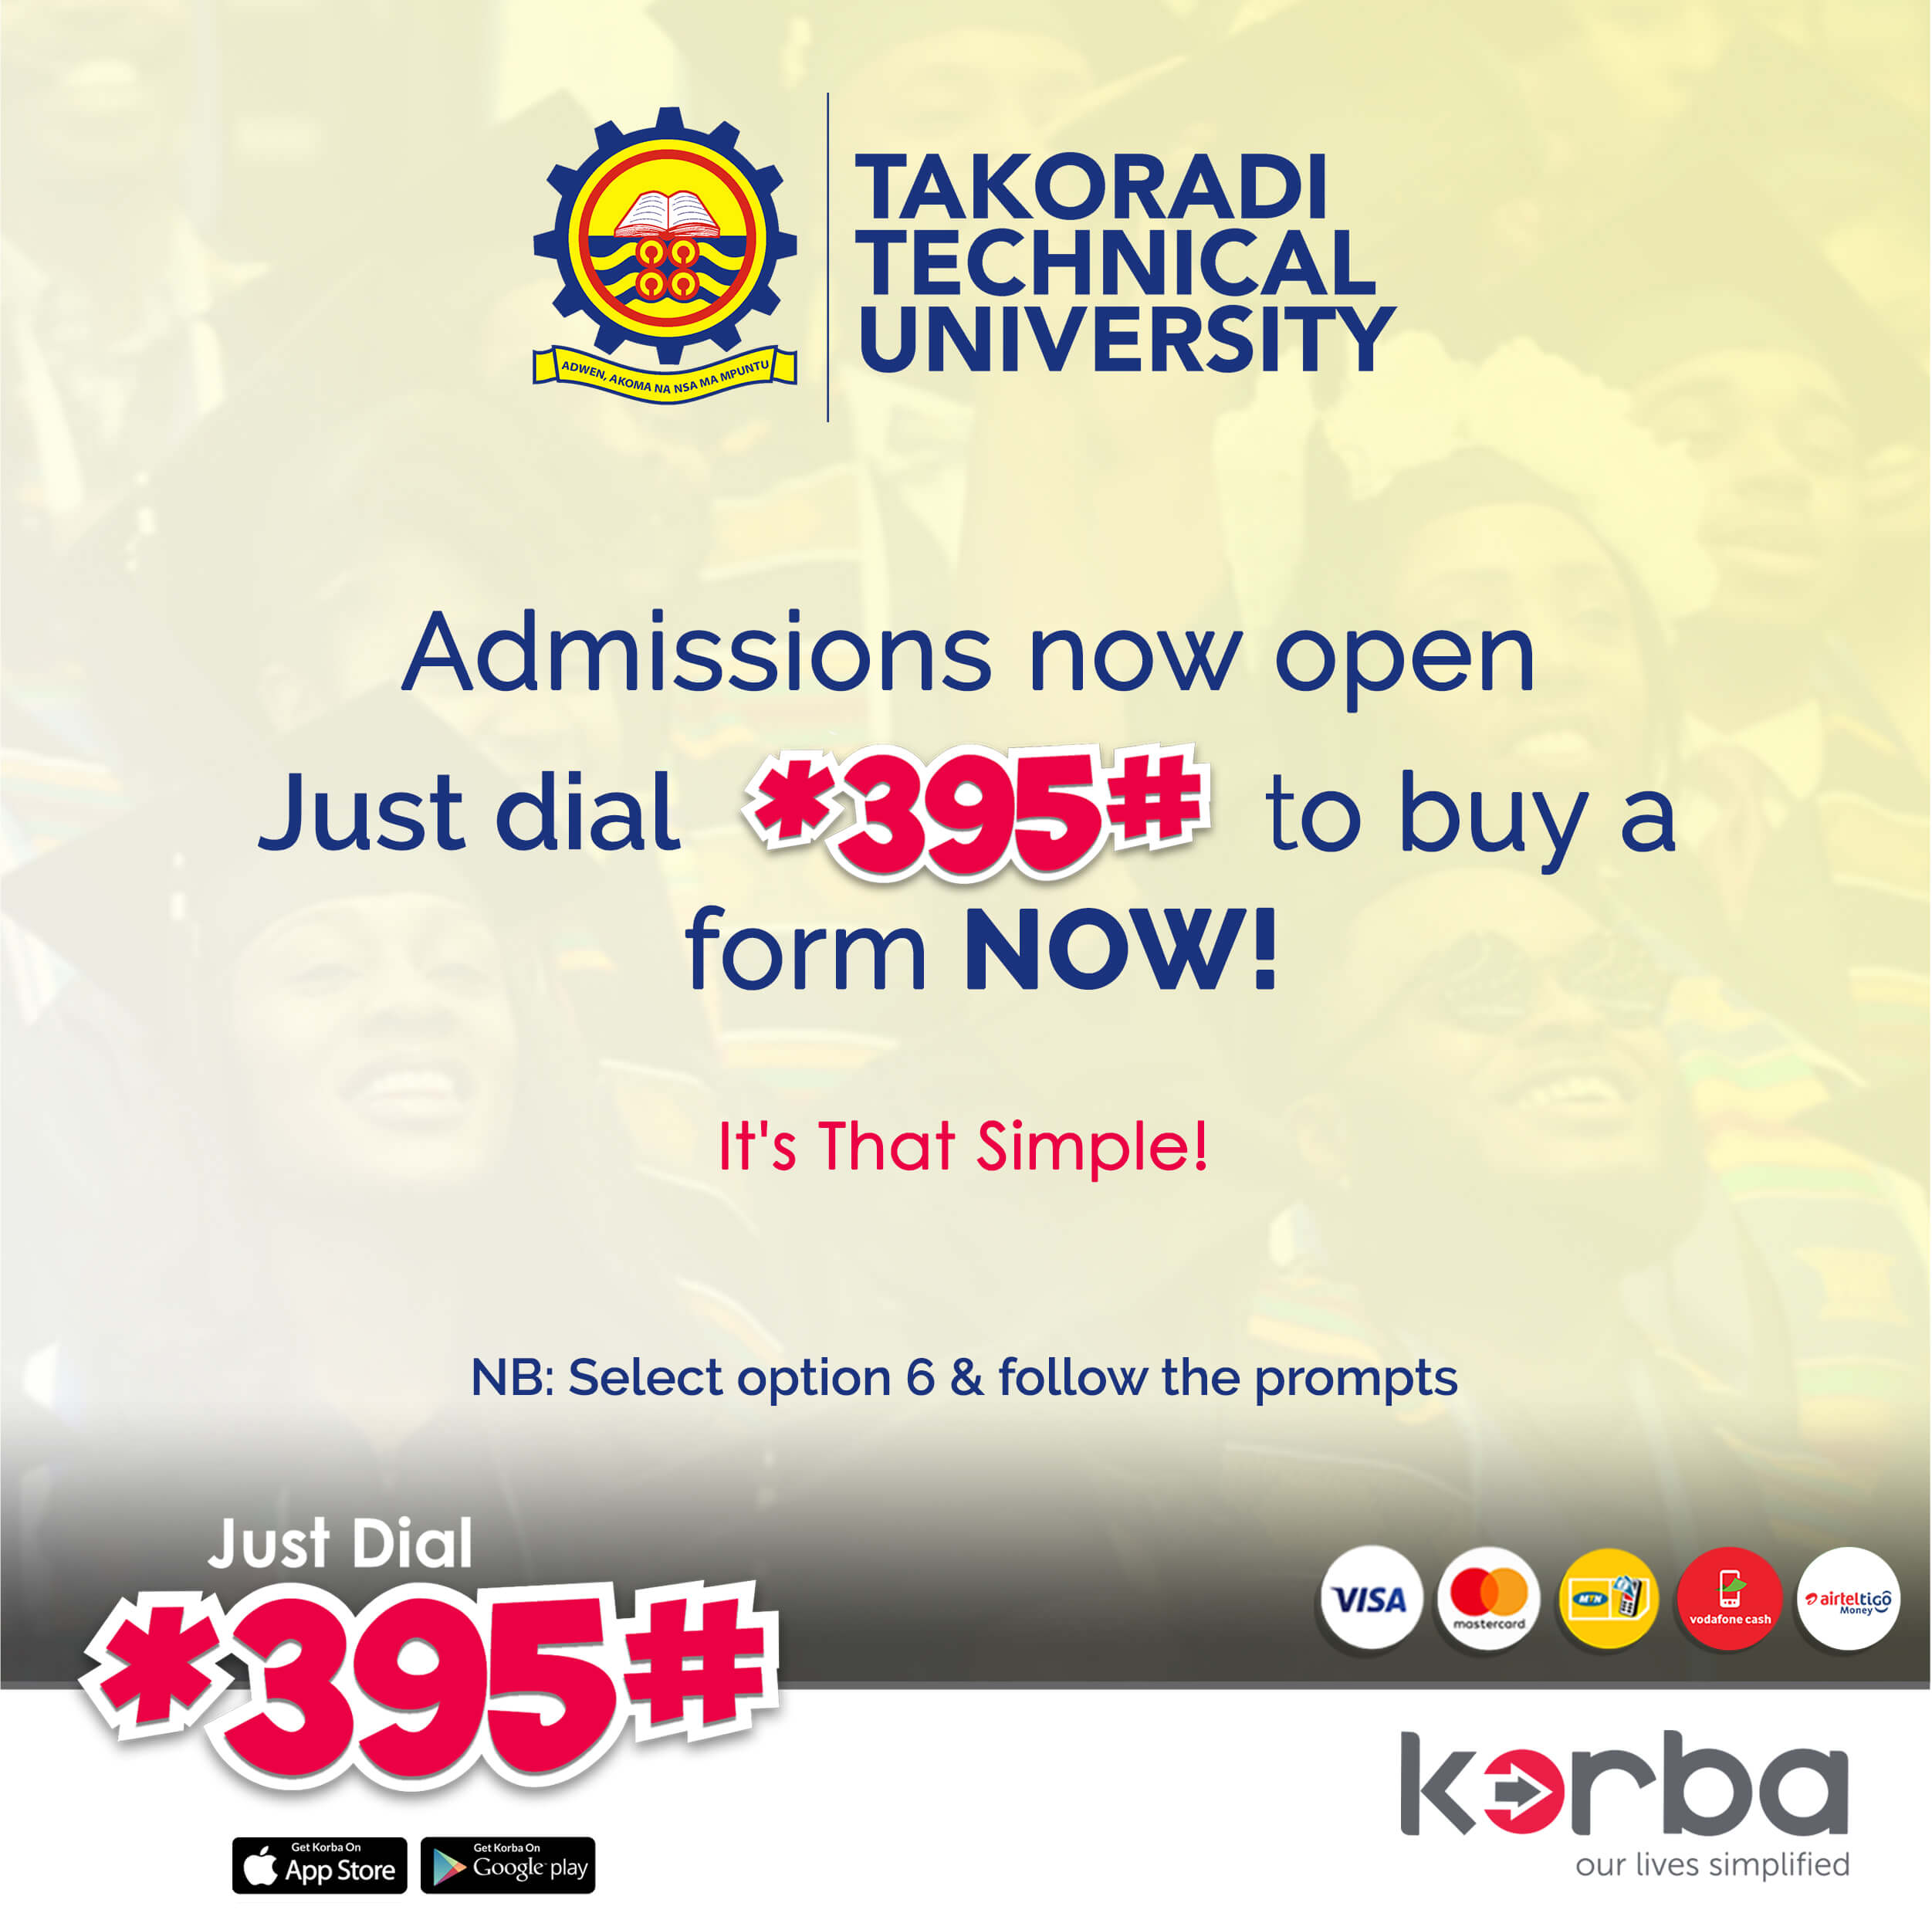 TAKORADI
TECHNICAL
UNIVERSITY
ADWEN, AKOMA NA NSA MA MPUNTU
Admissions now open
Just dial *395# to buy a
form NOW!
It's That Simple!
NB: Select option 6 & follow the prompts
Just Dial
*395#
VISA
mastercard
MTN
vodafone cash
airteltigo
Money
Get Korba On
App Store
Get Korba On
Google play
korba
our lives simplified